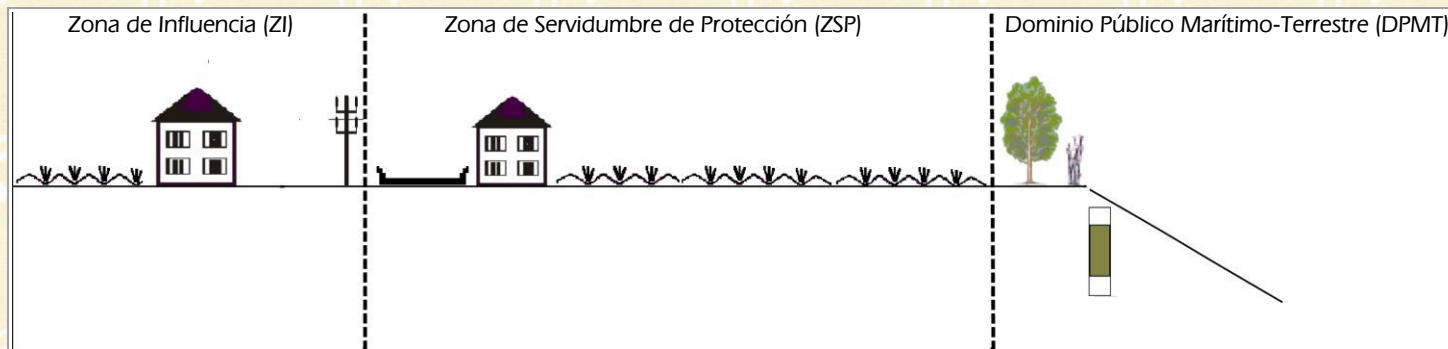 Zona de Influencia (ZI)
Zona de Servidumbre de Protección (ZSP)
Dominio Público Marítimo-Terrestre (DPMT)